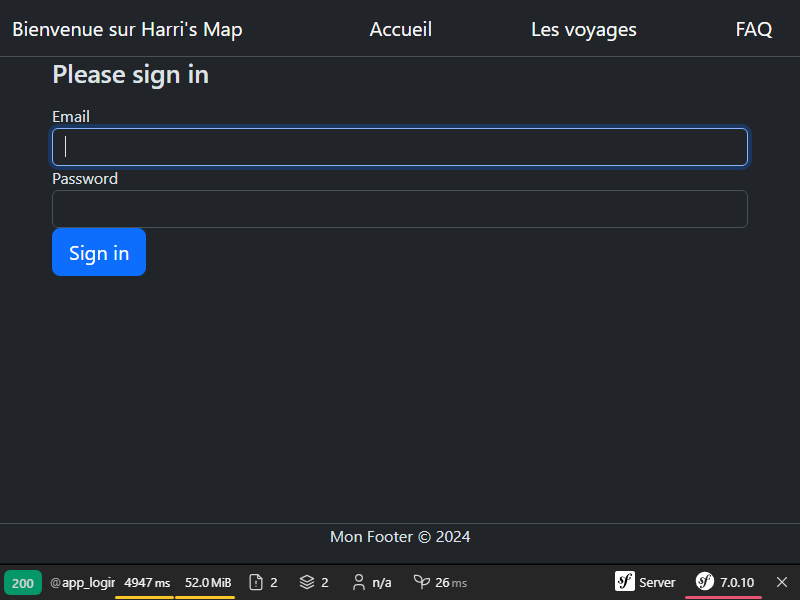 Bienvenue sur Harri's Map Accueil Les voyages FAQ
Please sign in
Email
Password
Sign in
Mon Footer © 2024
200 @app_login 4947 ms 52.0 MiB 2 2 n/a 26 ms Server 7.0.10